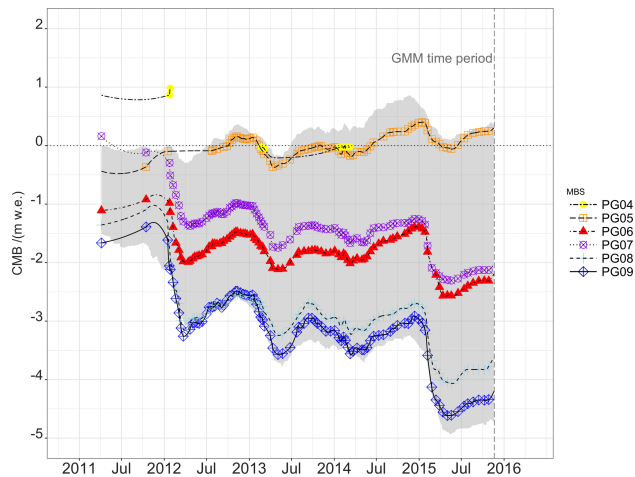 2
1
0
-1
-2
-3
-4
-5
CMB /(m w.e.)
GMM time period
2011 Jul 2012 Jul 2013 Jul 2014 Jul 2015 Jul 2016
MBS
PG04
PG05
PG06
PG07
PG08
PG09